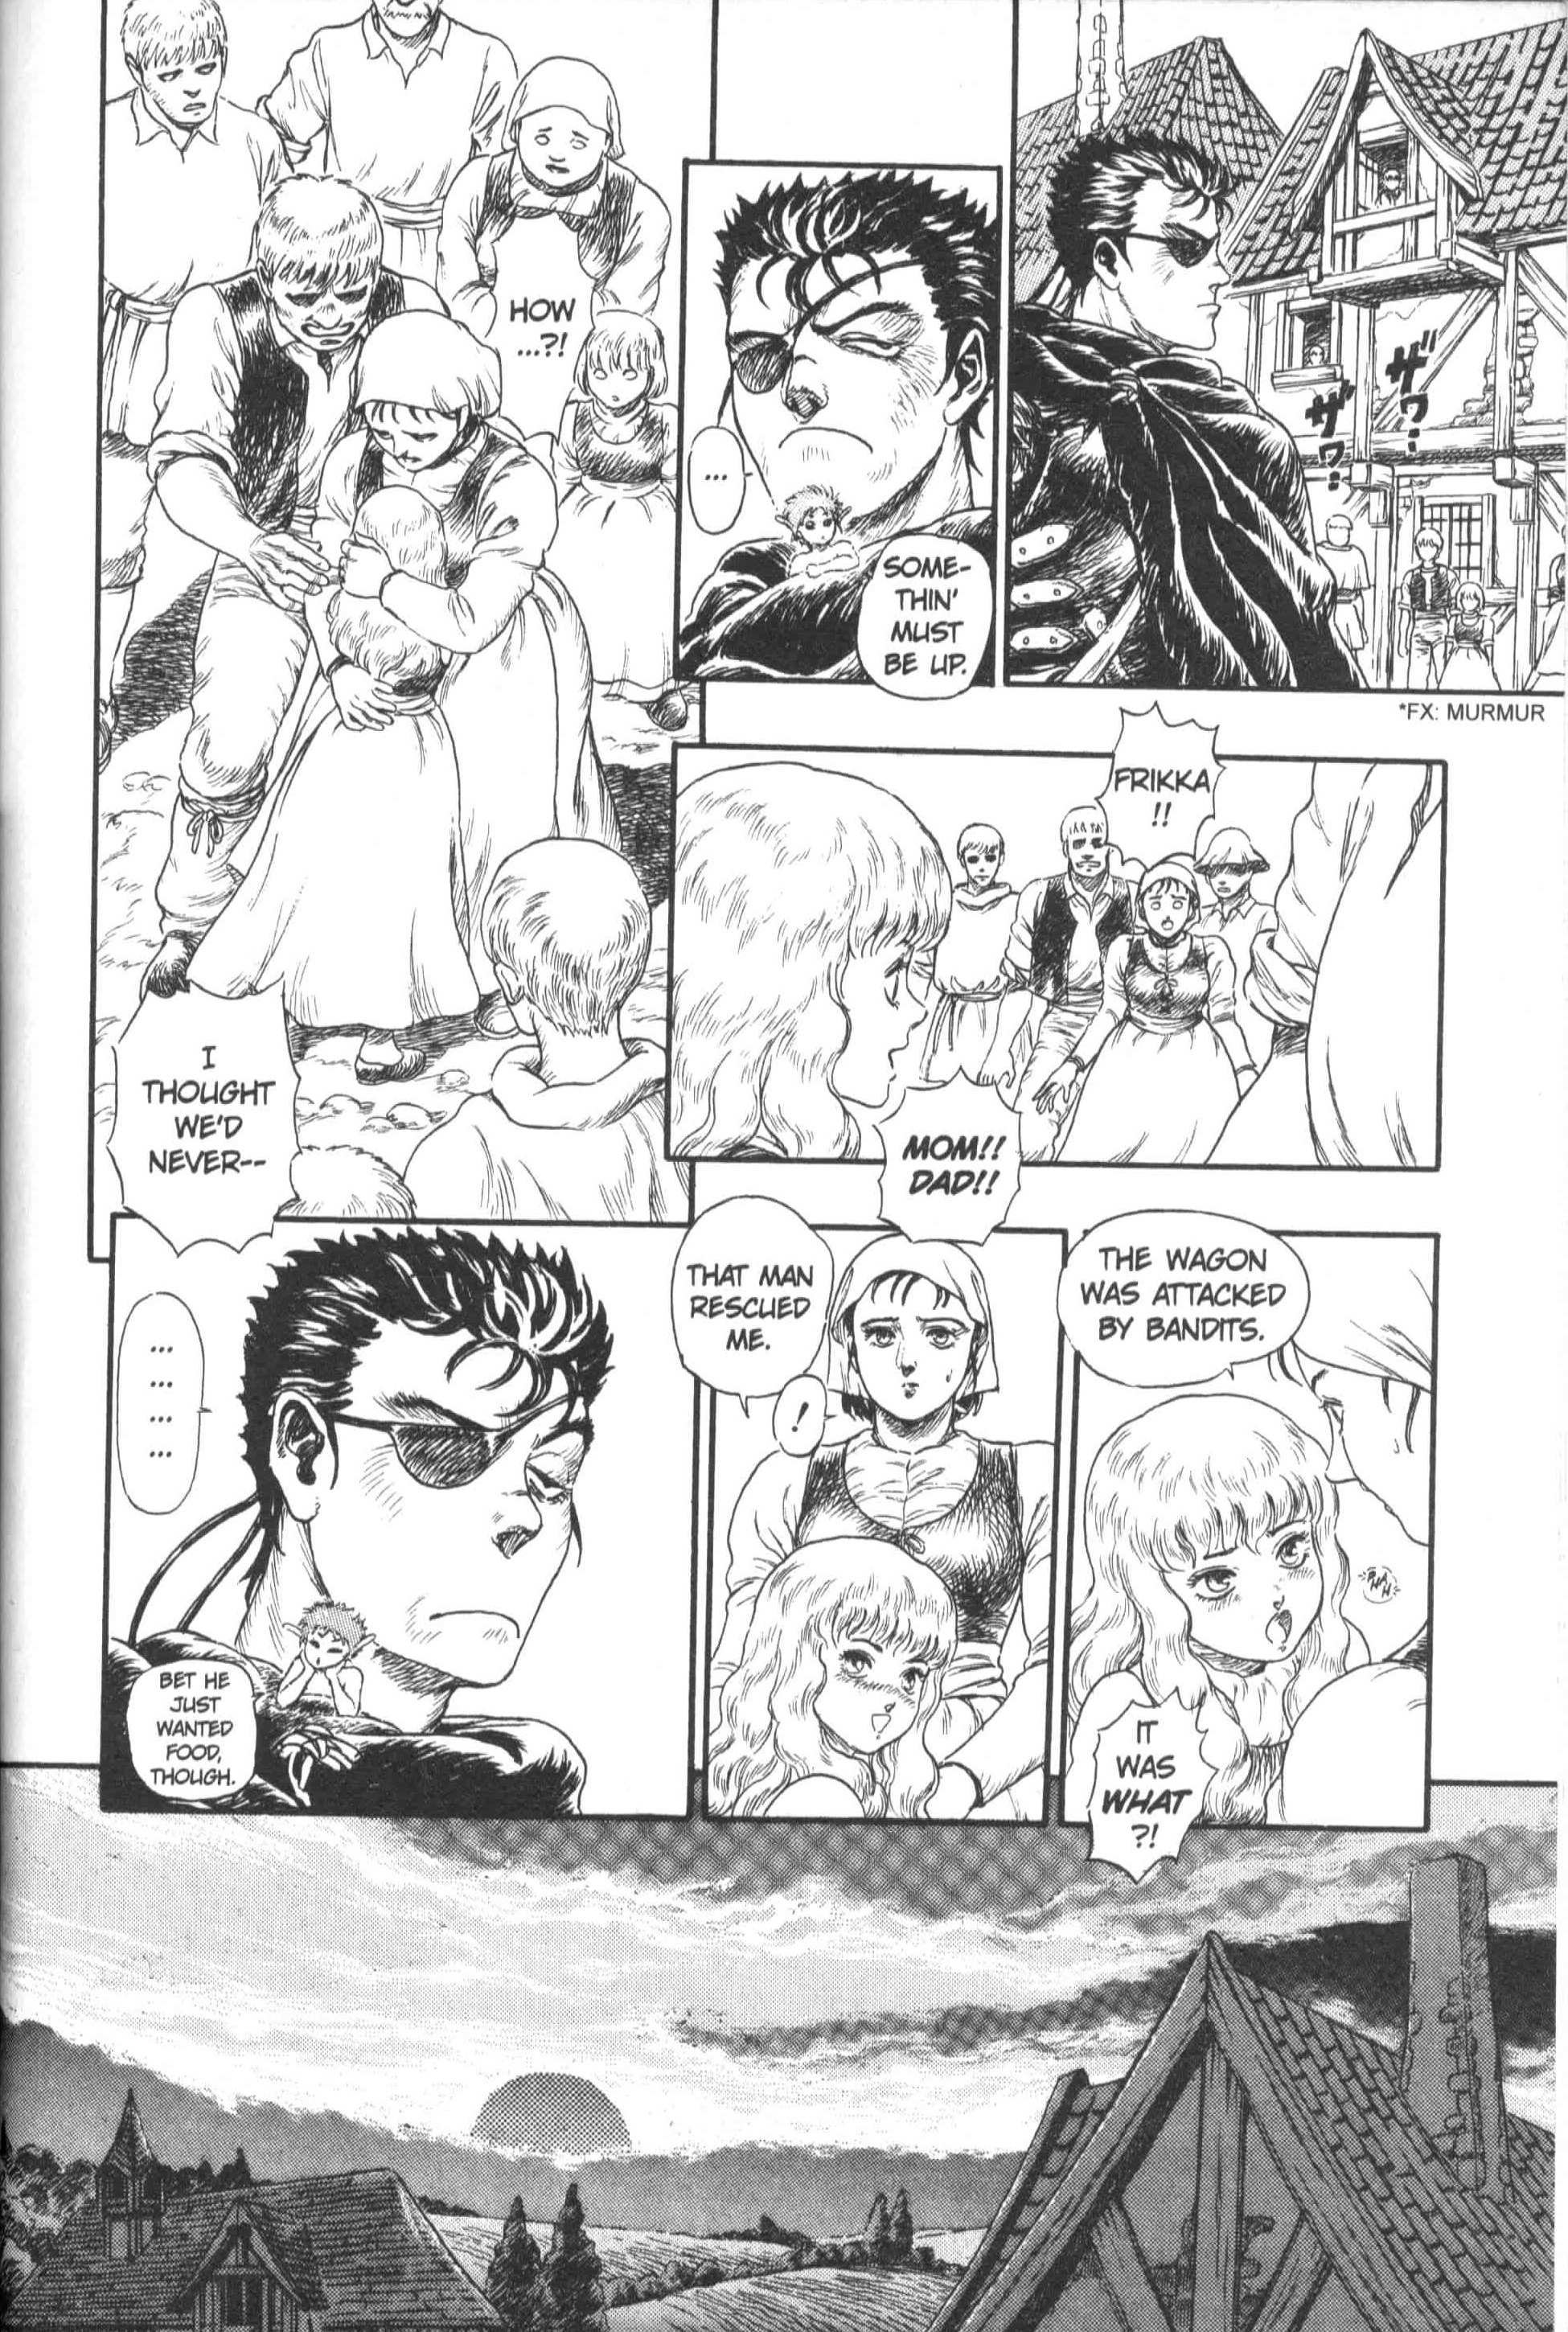 ザワ…
ザワ…
*FX: MURMUR
...
SOME-
THIN'
MUST
BE UP.
FRIKKA
!!
MOM!!
DAD!!
HOW
...?!
I
THOUGHT
WE'D
NEVER--
THE WAGON
WAS ATTACKED
BY BANDITS.
PHAH
IT
WAS
WHAT
?!
THAT MAN
RESCUED
ME.
!
...
...
...
...
BET HE
JUST
WANTED
FOOD,
THOUGH.